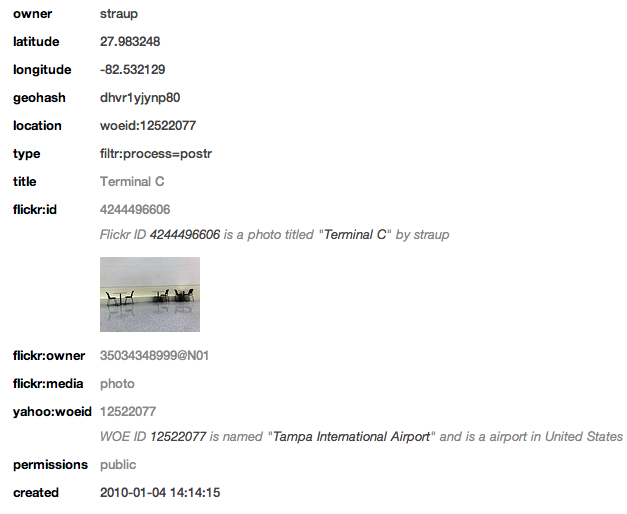 owner straup
latitude 27.983248
longitude -82.532129
geohash dhvr1yjynp80
location woeid:12522077
type filtr:process=postr
title Terminal C
flickr:id 4244496606
Flickr ID 4244496606 is a photo titled "Terminal C" by straup
flickr:owner 35034348999@N01
flickr:media photo
yahoo:woeid 12522077
WOE ID 12522077 is named "Tampa International Airport" and is a airport in United States
permissions public
created 2010-01-04 14:14:15